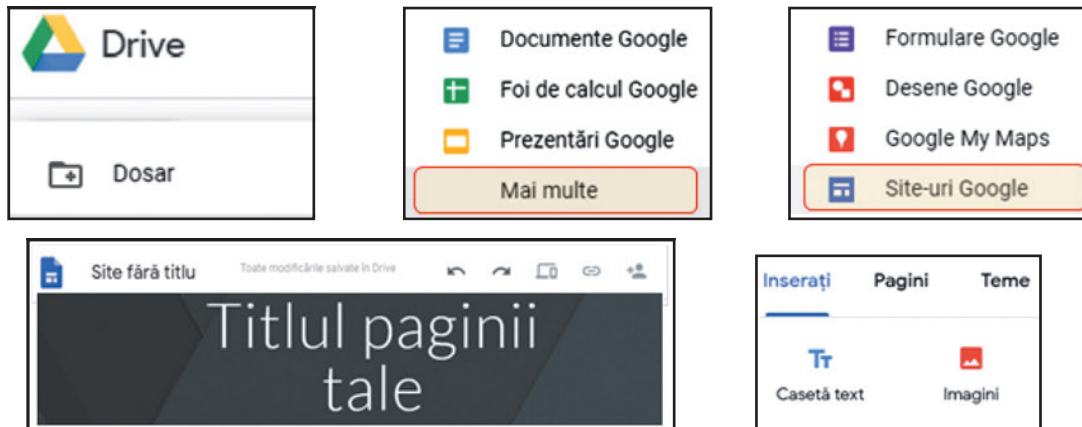 Drive
Dosar
Documente Google
Foi de calcul Google
Prezentări Google
Mai multe
Formulare Google
Desene Google
Google My Maps
Site-uri Google
Site fără titlu Toate modificările salvate în Drive
Titlul paginii
tale
Inserați Pagini Teme
Tт
Casetă text Imagini